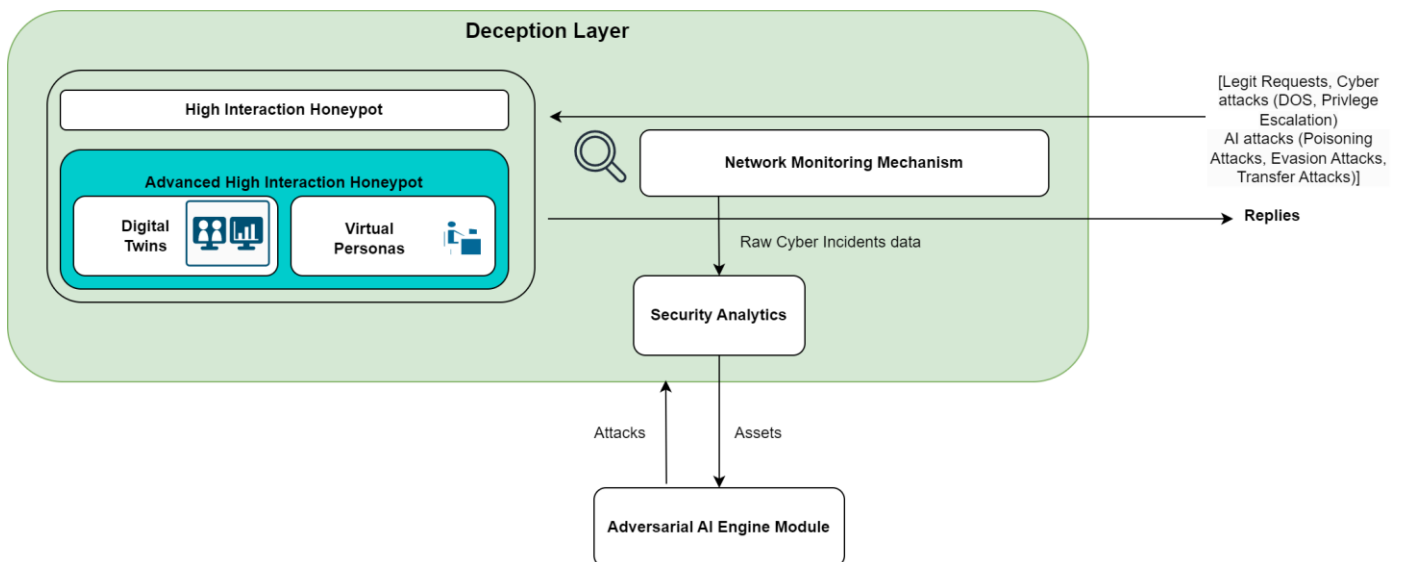 Deception Layer
High Interaction Honeypot
Advanced High Interaction Honeypot
Digital
Twins
Virtual
Personas
Network Monitoring Mechanism
[Legit Requests, Cyber
attacks (DOS, Privlege
Escalation)
AI attacks (Poisoning
Attacks, Evasion Attacks,
Transfer Attacks)]
Replies
Raw Cyber Incidents data
Security Analytics
Attacks
Assets
Adversarial AI Engine Module